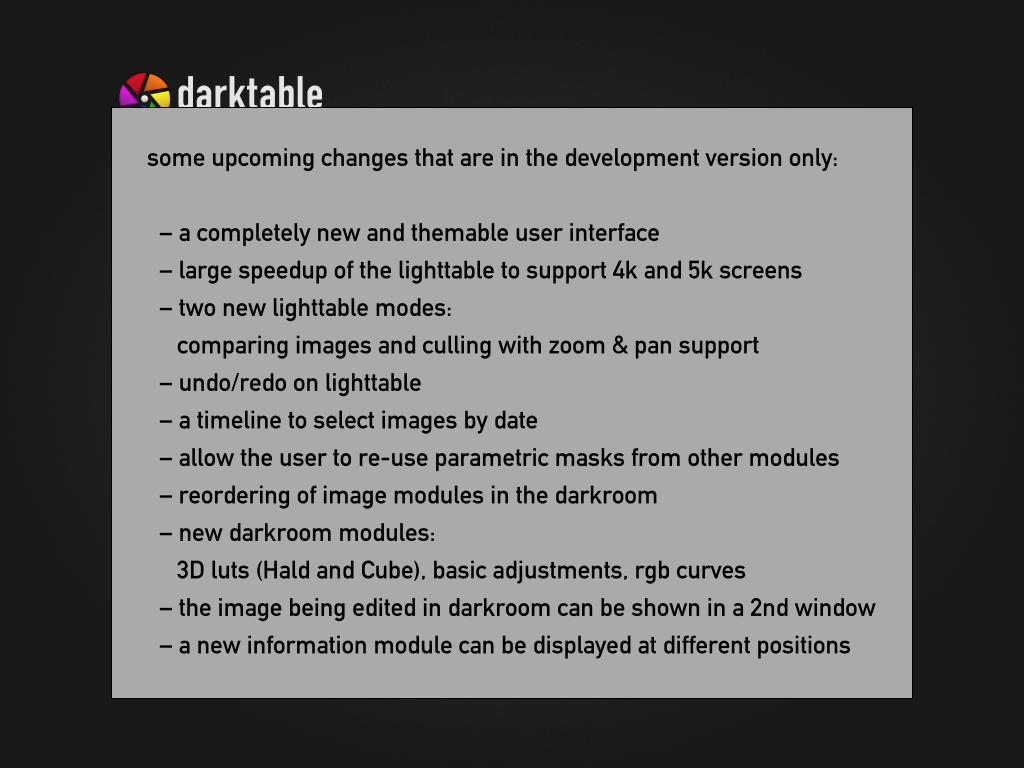 darktable
some upcoming changes that are in the development version only:
– a completely new and themable user interface
– large speedup of the lighttable to support 4k and 5k screens
– two new lighttable modes:
comparing images and culling with zoom & pan support
– undo/redo on lighttable
– a timeline to select images by date
– allow the user to re-use parametric masks from other modules
– reordering of image modules in the darkroom
– new darkroom modules:
3D luts (Hald and Cube), basic adjustments, rgb curves
– the image being edited in darkroom can be shown in a 2nd window
– a new information module can be displayed at different positions